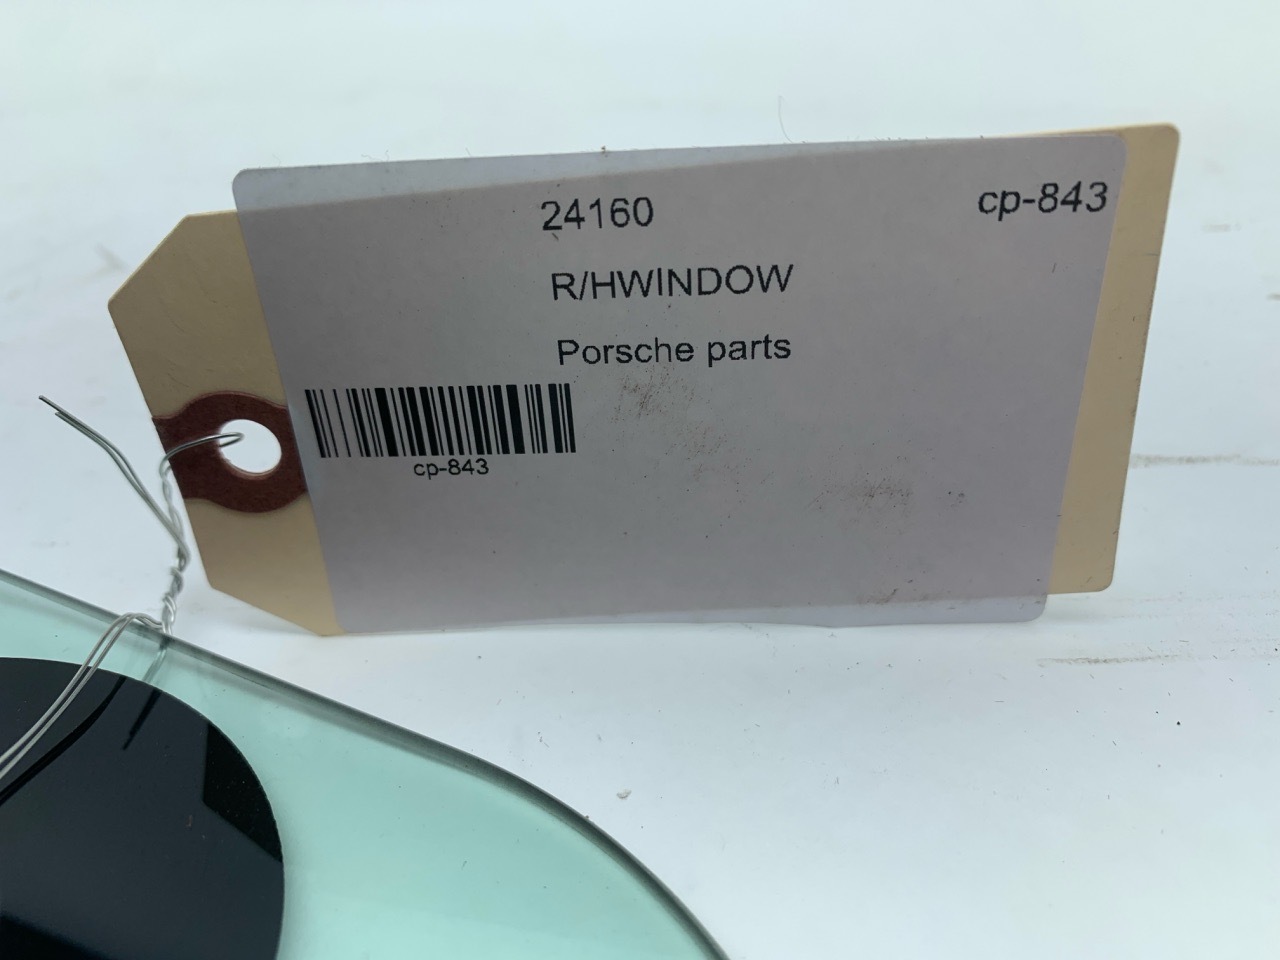 24160
cp-843
R/HWINDOW
Porsche parts
cp-843